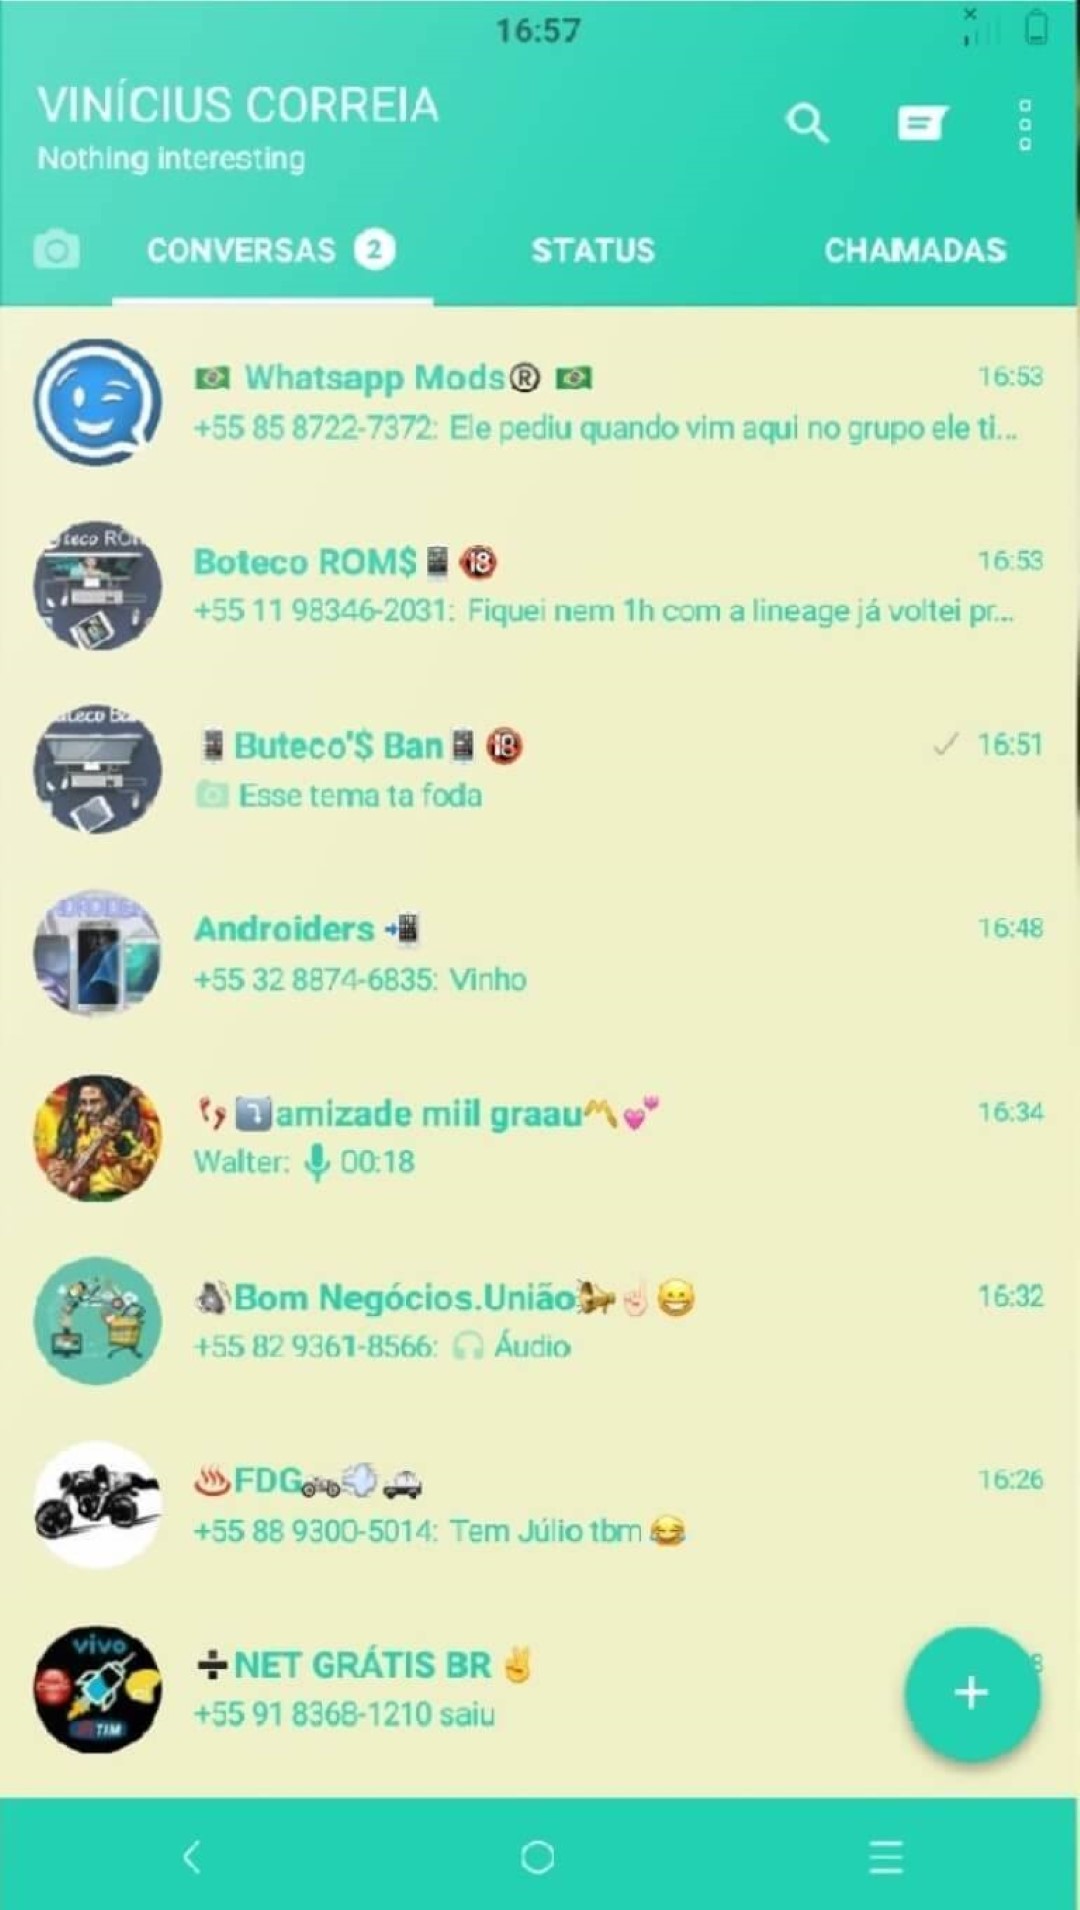 16:57
VINÍCIUS CORREIA
Nothing interesting
CONVERSAS 2 STATUS CHAMADAS
🇧🇷 Whatsapp Mods® 🇧🇷 16:53
+55 85 8722-7372: Ele pediu quando vim aqui no grupo ele ti...
Boteco ROM$📱🔞 16:53
+55 11 98346-2031: Fiquei nem 1h com a lineage já voltei pr...
📱Buteco'$ Ban📱🔞 16:51
Esse tema ta foda
Androiders 📲 16:48
+55 32 8874-6835: Vinho
👣⤵️amizade miil graau〽️💕 16:34
Walter: 00:18
🔊Bom Negócios.União📣☝🏻😄 16:32
+55 82 9361-8566: Áudio
♨️FDG🏍💨🚔 16:26
+55 88 9300-5014: Tem Júlio tbm 😂
➗NET GRÁTIS BR✌️
+55 91 8368-1210 saiu
vivo
TIM